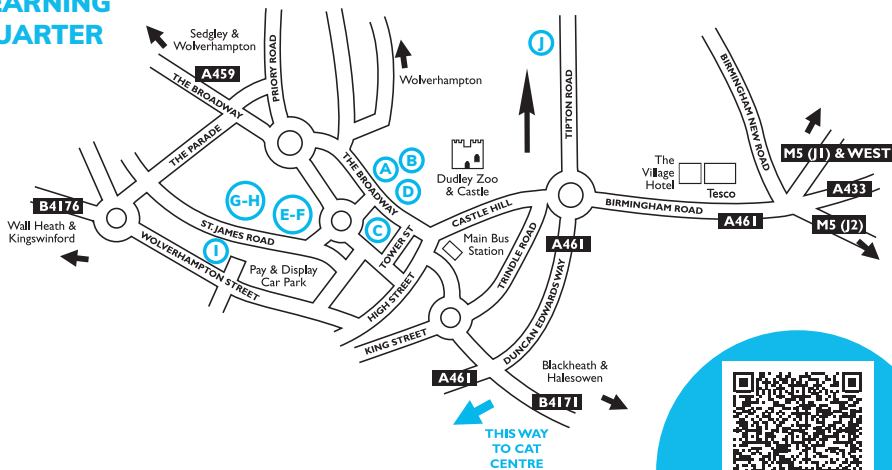 QUARTER
Sedgley &
Wolverhampton
A459
THE BROADWAY
PRIORY ROAD
Wolverhampton
THE PARADE
J
TIPTON ROAD
BIRMINGHAM NEW ROAD
M5 (J1) & WEST
A433
M5 (J2)
A461
BIRMINGHAM ROAD
The
Village
Hotel
Tesco
A
B
D
THE BROADWAY
Dudley Zoo
& Castle
CASTLE HILL
B4176
Wall Heath &
Kingswinford
G-H
E-F
C
TOWER ST
ST. JAMES ROAD
I
WOLVERHAMPTON STREET
Pay & Display
Car Park
HIGH STREET
Main Bus
Station
TRINDLE ROAD
A461
DUNCAN EDWARDS WAY
KING STREET
A461
Blackheath &
Halesowen
B4171
THIS WAY
TO CAT
CENTRE